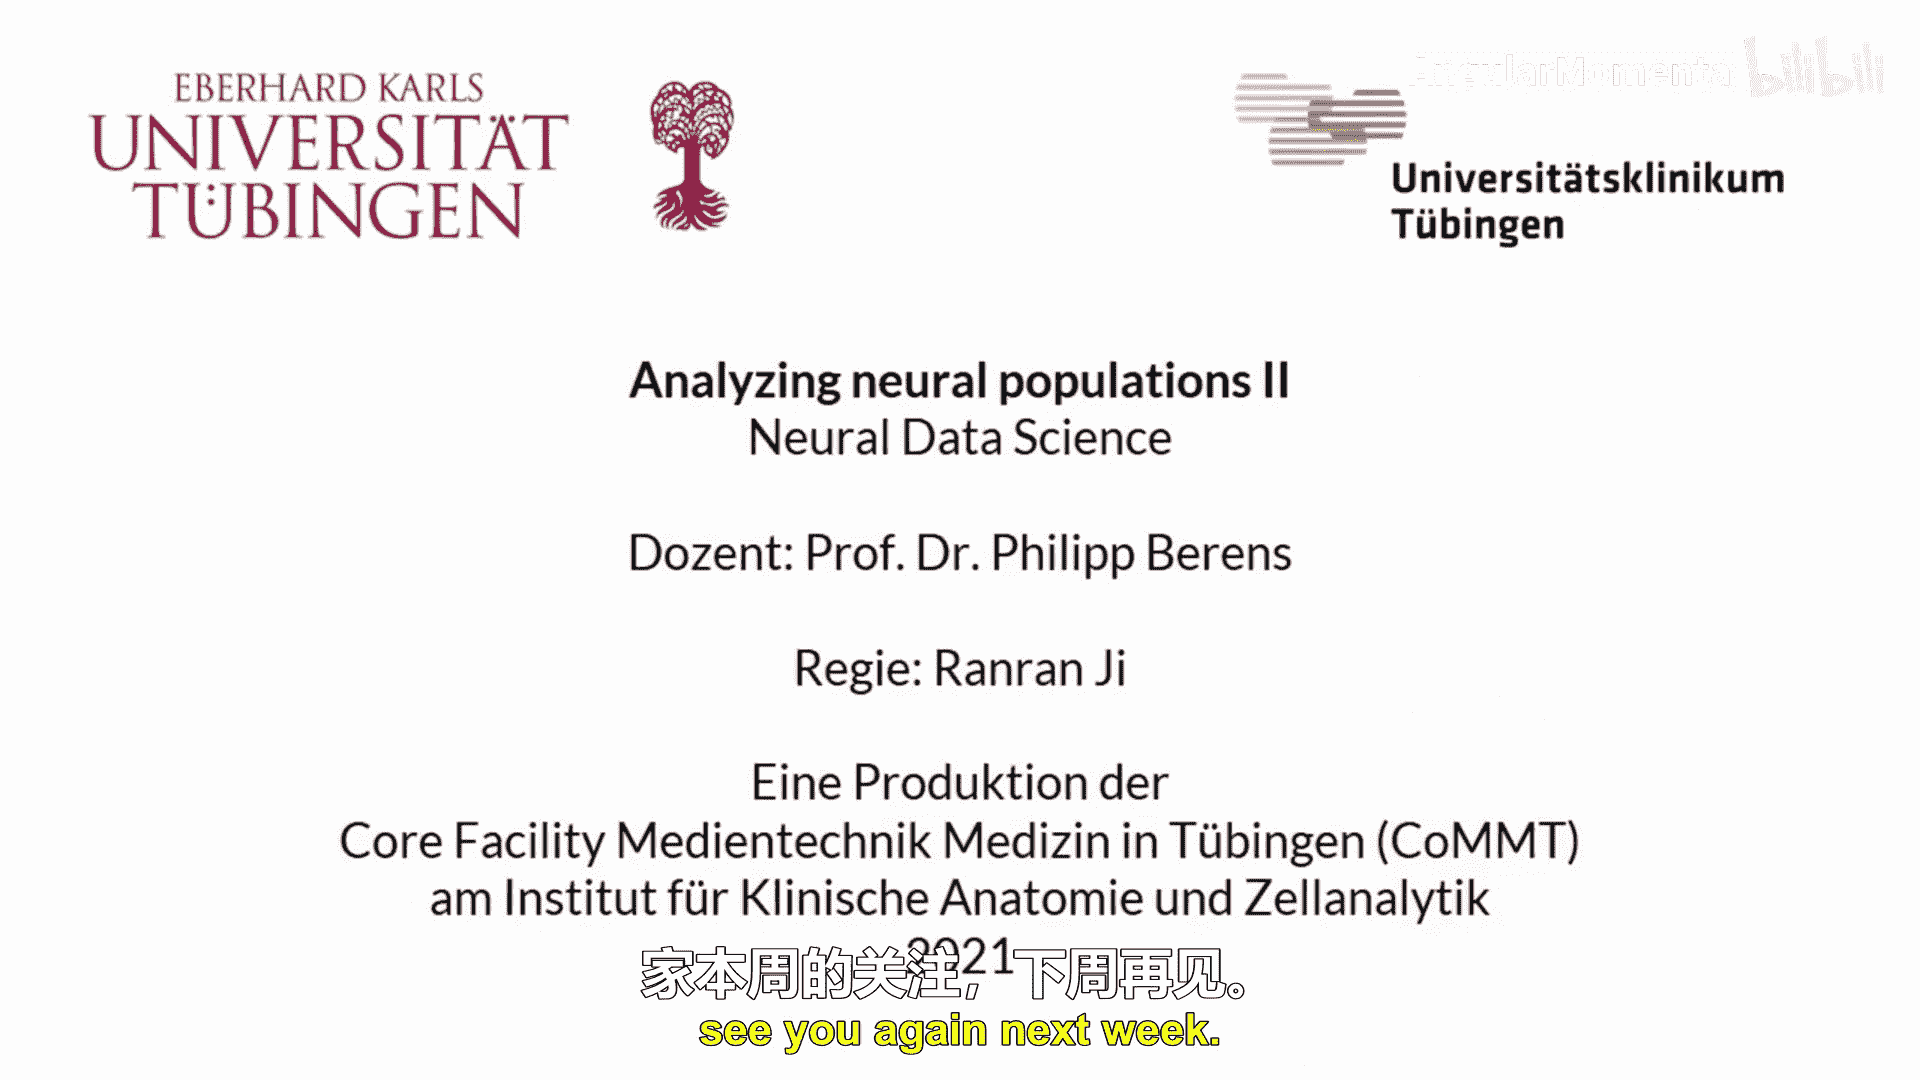 EBERHARD KARLS
UNIVERSITÄT
TÜBINGEN
ngularMomenta bilibili
Universitätsklinikum
Tübingen
Analyzing neural populations II
Neural Data Science
Dozent: Prof. Dr. Philipp Berens
Regie: Ranran Ji
Eine Produktion der
Core Facility Medientechnik Medizin in Tübingen (CoMMT)
am Institut für Klinische Anatomie und Zellanalytik
2021
家本周的关注，下周再见。
see you again next week.